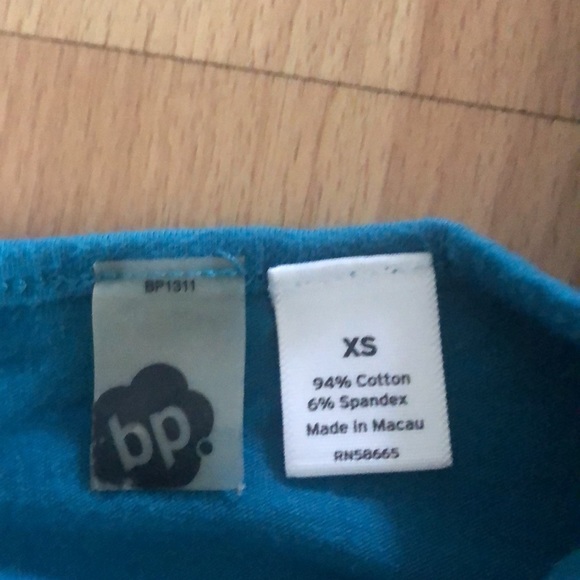 BP1311
bp.
XS
94% Cotton
6% Spandex
Made in Macau
RN58665